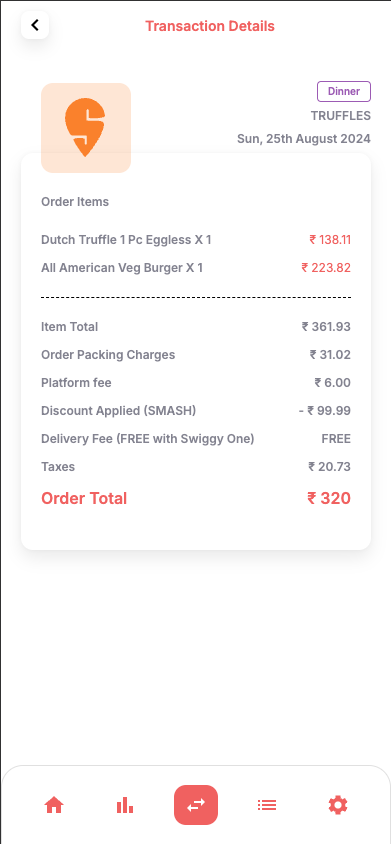 Transaction Details
Dinner
TRUFFLES
Sun, 25th August 2024
Order Items
Dutch Truffle 1 Pc Eggless X 1 ₹ 138.11
All American Veg Burger X 1 ₹ 223.82
Item Total ₹ 361.93
Order Packing Charges ₹ 31.02
Platform fee ₹ 6.00
Discount Applied (SMASH) - ₹ 99.99
Delivery Fee (FREE with Swiggy One) FREE
Taxes ₹ 20.73
Order Total ₹ 320